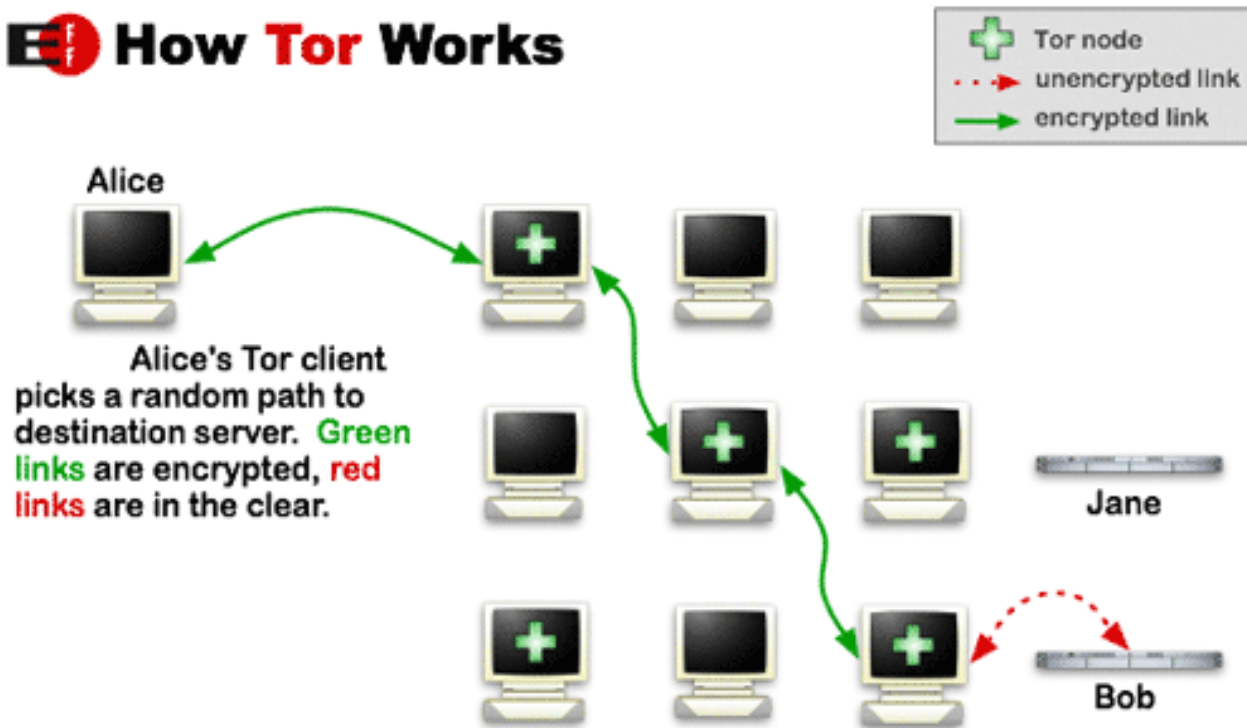 EFF How Tor Works
Tor node
unencrypted link
encrypted link
Alice
Alice's Tor client
picks a random path to
destination server. Green
links are encrypted, red
links are in the clear.
Jane
Bob